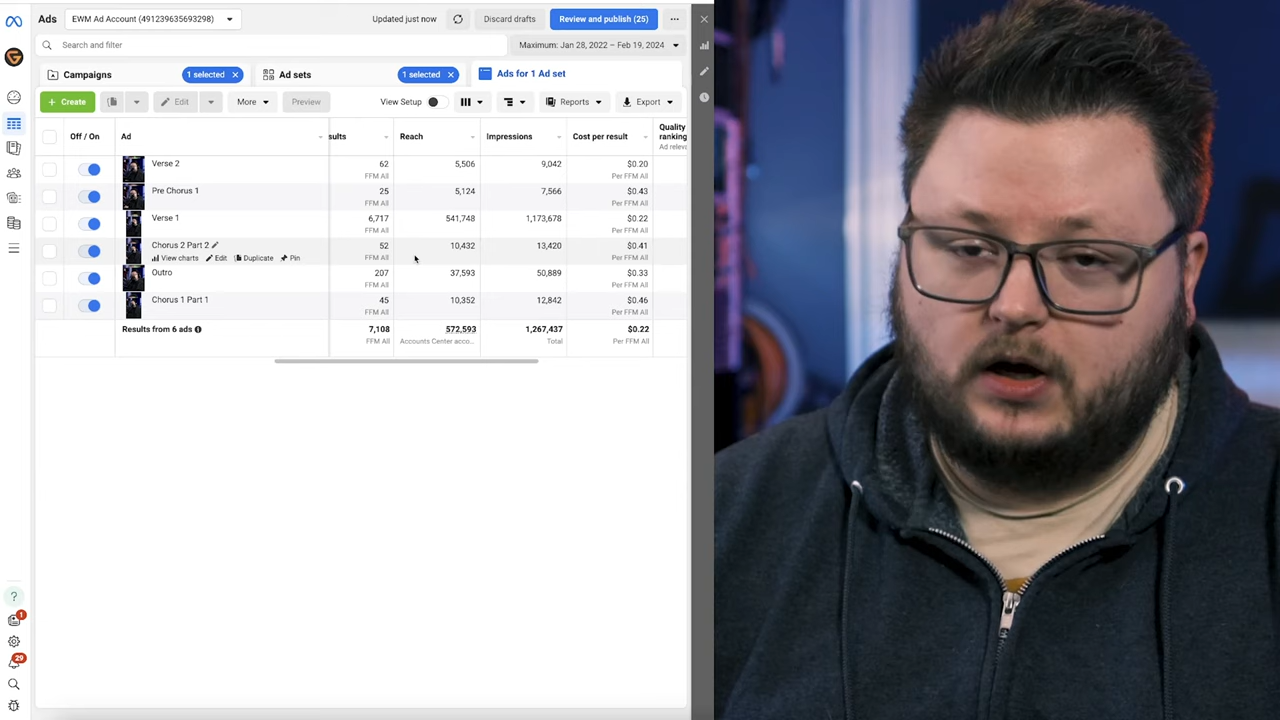 Ads
EWM Ad Account (491239635693298)
Updated just now
Discard drafts
Review and publish (25)
Search and filter
Maximum: Jan 28, 2022 – Feb 19, 2024
Campaigns
1 selected
Ad sets
1 selected
Ads for 1 Ad set
+ Create
Edit
More
Preview
View Setup
Reports
Export
Off / On
Ad
sults
Reach
Impressions
Cost per result
Quality
ranking
Ad releva
Verse 2
62
5,506
9,042
$0.20
FFM All
Per FFM All
Pre Chorus 1
25
5,124
7,566
$0.43
FFM All
Per FFM All
Verse 1
6,717
541,748
1,173,678
$0.22
FFM All
Per FFM All
Chorus 2 Part 2
52
10,432
13,420
$0.41
View charts
Edit
Duplicate
Pin
FFM All
Per FFM All
Outro
207
37,593
50,889
$0.33
FFM All
Per FFM All
Chorus 1 Part 1
45
10,352
12,842
$0.46
FFM All
Per FFM All
Results from 6 ads
7,108
572,593
1,267,437
$0.22
FFM All
Accounts Center acco...
Total
Per FFM All
1
29